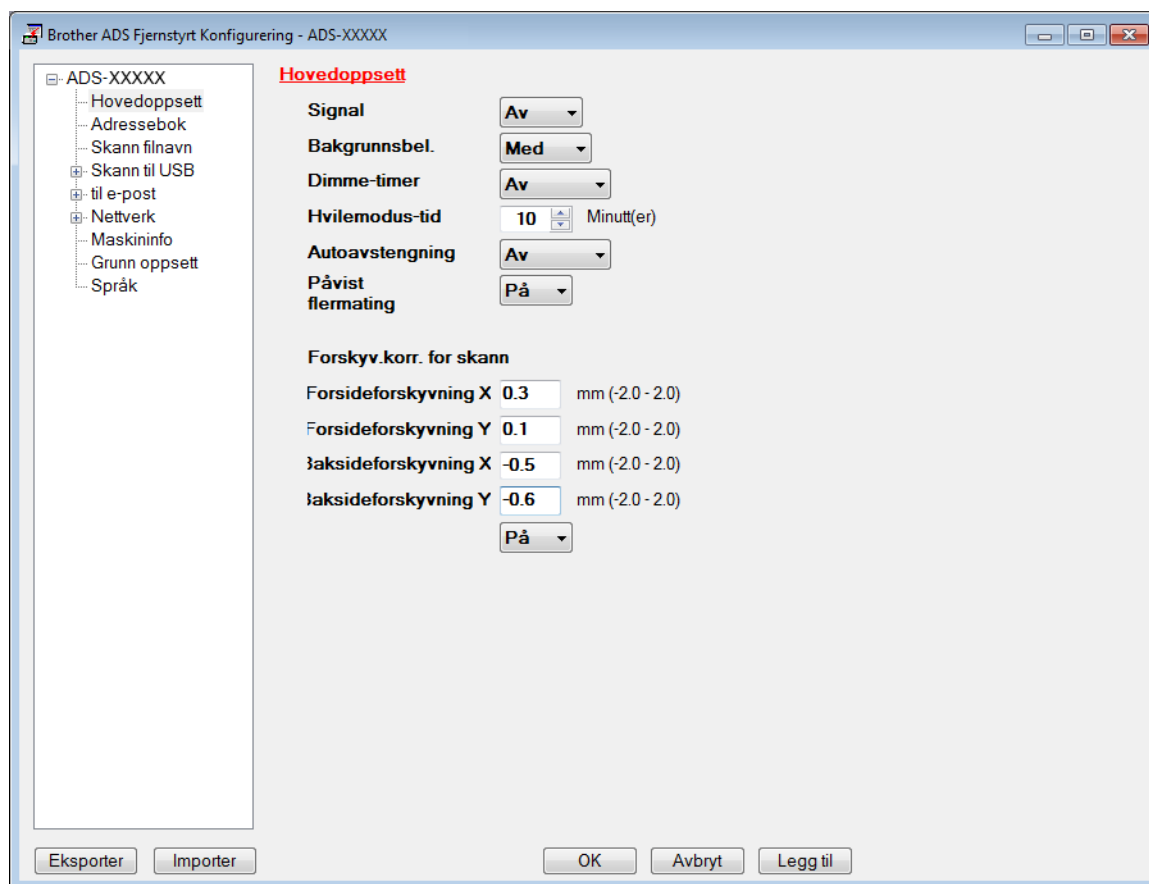 Brother ADS Fjernstyrt Konfigurering - ADS-XXXXX
ADS-XXXXX
Hovedoppsett
Adressebok
Skann filnavn
Skann til USB
til e-post
Nettverk
Maskininfo
Grunn oppsett
Språk
Hovedoppsett
Signal Av
Bakgrunnsbel. Med
Dimme-timer Av
Hvilemodus-tid 10 Minutt(er)
Autoavstengning Av
Påvist
flermating På
Forskyv.korr. for skann
Forsideforskyvning X 0.3 mm (-2.0 - 2.0)
Forsideforskyvning Y 0.1 mm (-2.0 - 2.0)
Baksideforskyvning X -0.5 mm (-2.0 - 2.0)
Baksideforskyvning Y -0.6 mm (-2.0 - 2.0)
På
Eksporter Importer OK Avbryt Legg til